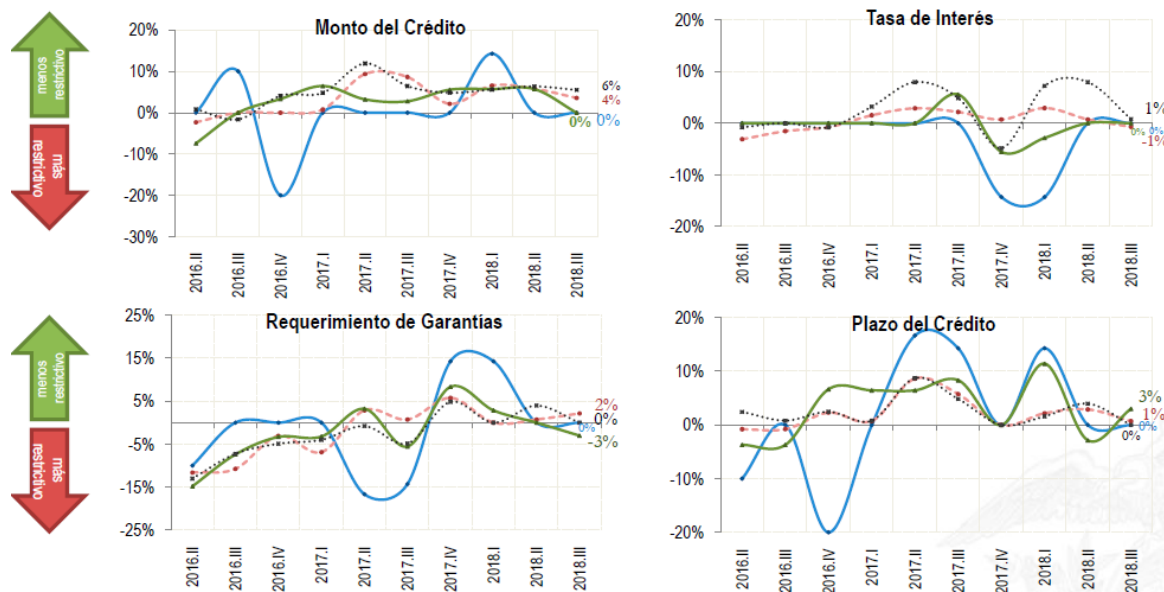 menos
restrictivo
más
restrictivo
Monto del Crédito
20%
10%
0%
-10%
-20%
-30%
6%
4%
0%
0%
2016.II
2016.III
2016.IV
2017.I
2017.II
2017.III
2017.IV
2018.I
2018.II
2018.III
Tasa de Interés
20%
10%
0%
-10%
-20%
1%
0%
0%
-1%
2016.II
2016.III
2016.IV
2017.I
2017.II
2017.III
2017.IV
2018.I
2018.II
2018.III
menos
restrictivo
más
restrictivo
Requerimiento de Garantías
25%
15%
5%
-5%
-15%
-25%
2%
0%
0%
-3%
2016.II
2016.III
2016.IV
2017.I
2017.II
2017.III
2017.IV
2018.I
2018.II
2018.III
Plazo del Crédito
20%
10%
0%
-10%
-20%
3%
1%
0%
0%
2016.II
2016.III
2016.IV
2017.I
2017.II
2017.III
2017.IV
2018.I
2018.II
2018.III